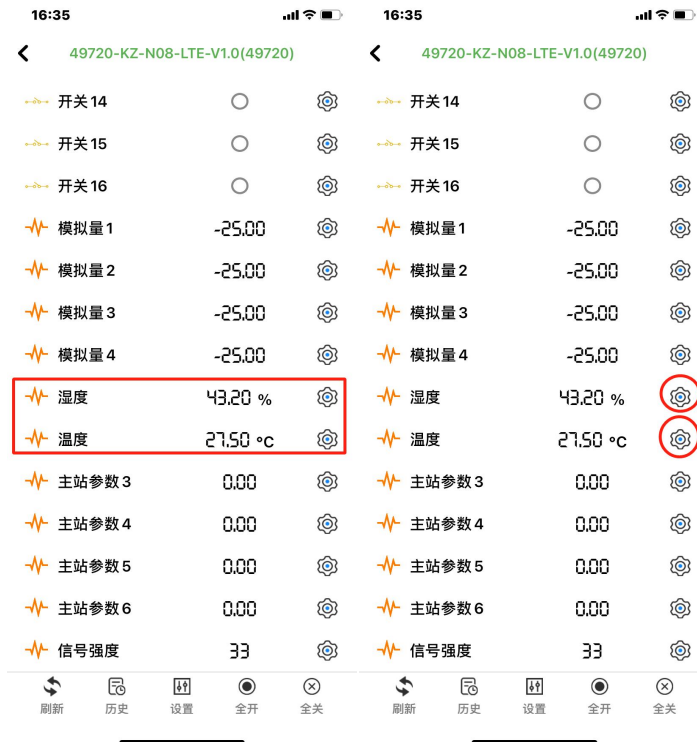 16:35
49720-KZ-N08-LTE-V1.0(49720)
开关14
开关15
开关16
模拟量1 -25.00
模拟量2 -25.00
模拟量3 -25.00
模拟量4 -25.00
湿度 43.20 %
温度 27.50 °C
主站参数3 0.00
主站参数4 0.00
主站参数5 0.00
主站参数6 0.00
信号强度 33
刷新 历史 设置 全开 全关
16:35
49720-KZ-N08-LTE-V1.0(49720)
开关14
开关15
开关16
模拟量1 -25.00
模拟量2 -25.00
模拟量3 -25.00
模拟量4 -25.00
湿度 43.20 %
温度 27.50 °C
主站参数3 0.00
主站参数4 0.00
主站参数5 0.00
主站参数6 0.00
信号强度 33
刷新 历史 设置 全开 全关